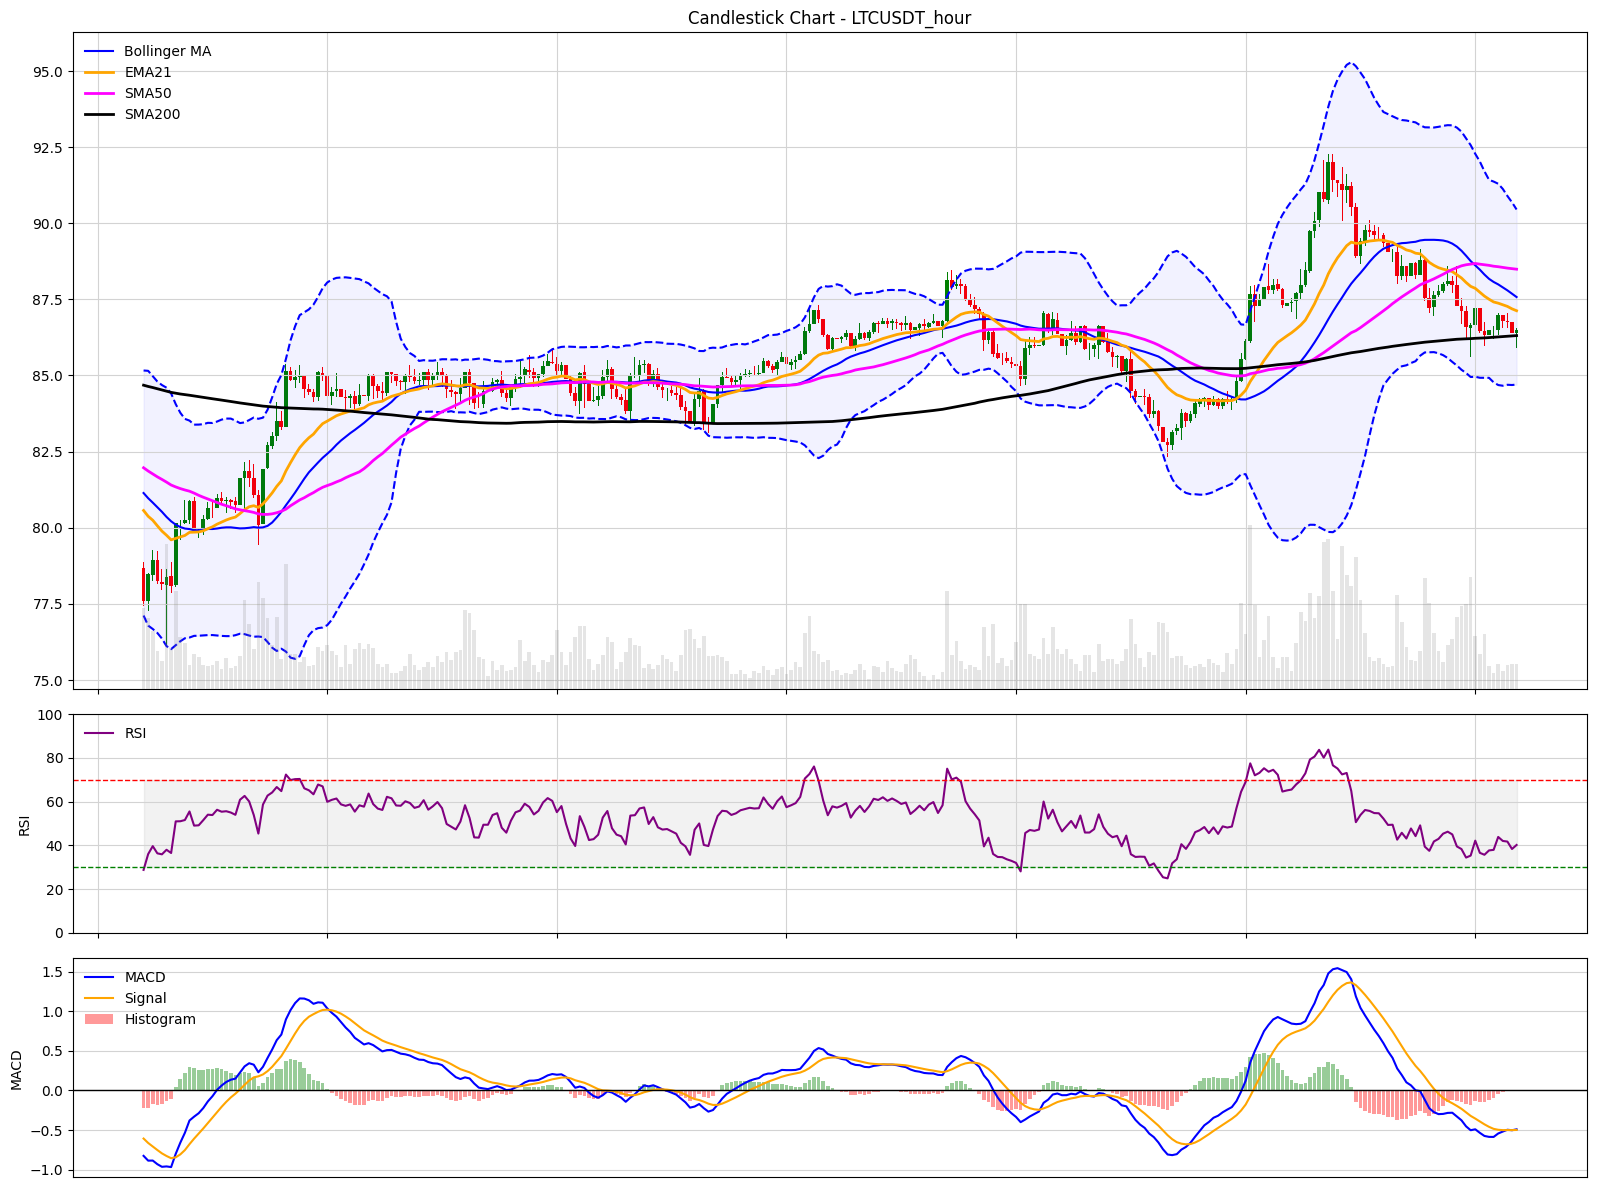 Candlestick Chart - LTCUSDT_hour
Bollinger MA
EMA21
SMA50
SMA200
95.0
92.5
90.0
87.5
85.0
82.5
80.0
77.5
75.0
RSI
100
80
60
40
20
0
RSI
MACD
Signal
Histogram
1.5
1.0
0.5
0.0
−0.5
−1.0
MACD